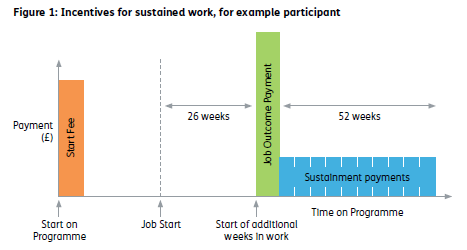 Figure 1: Incentives for sustained work, for example participant
Payment
(£)
Start Fee
26 weeks
Job Outcome Payment
52 weeks
Sustainment payments
Time on Programme
Start on
Programme
Job Start
Start of additional
weeks in work